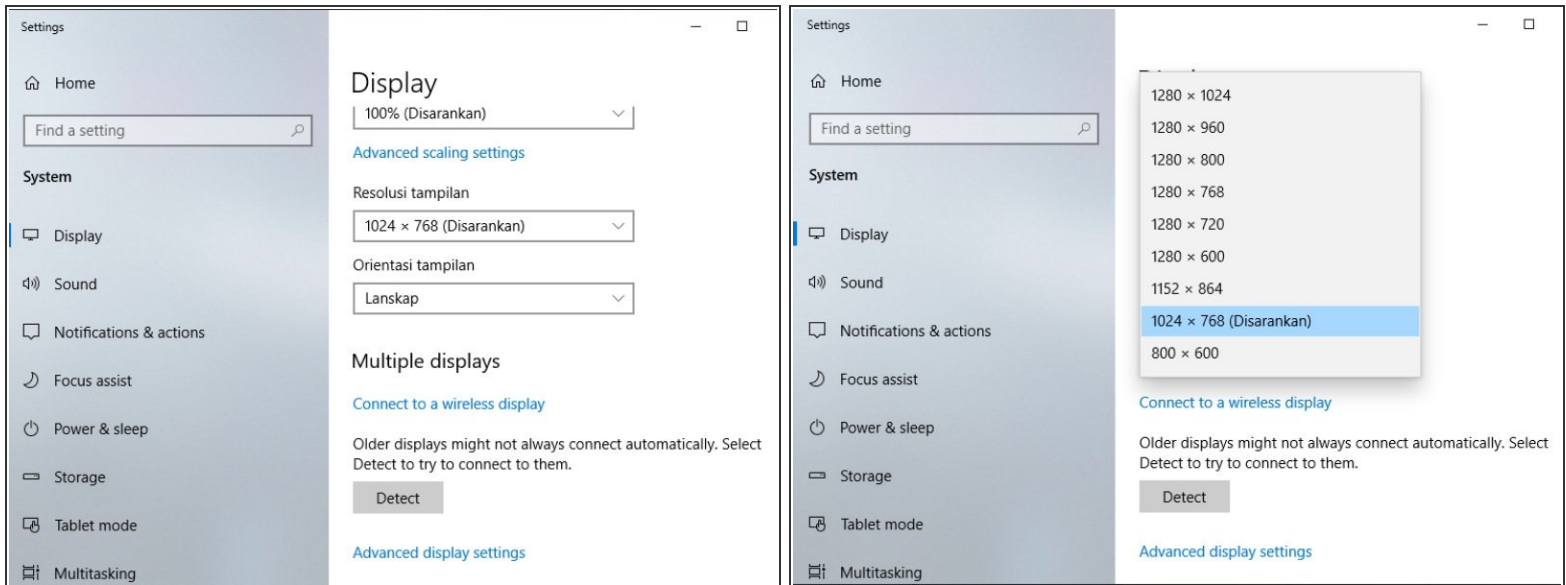 Settings
Home
Find a setting
System
Display
Sound
Notifications & actions
Focus assist
Power & sleep
Storage
Tablet mode
Multitasking
Display
100% (Disarankan)
Advanced scaling settings
Resolusi tampilan
1024 × 768 (Disarankan)
Orientasi tampilan
Lanskap
Multiple displays
Connect to a wireless display
Older displays might not always connect automatically. Select
Detect to try to connect to them.
Detect
Advanced display settings
Settings
Home
Find a setting
System
Display
Sound
Notifications & actions
Focus assist
Power & sleep
Storage
Tablet mode
Multitasking
1280 × 1024
1280 × 960
1280 × 800
1280 × 768
1280 × 720
1280 × 600
1152 × 864
1024 × 768 (Disarankan)
800 × 600
Connect to a wireless display
Older displays might not always connect automatically. Select
Detect to try to connect to them.
Detect
Advanced display settings